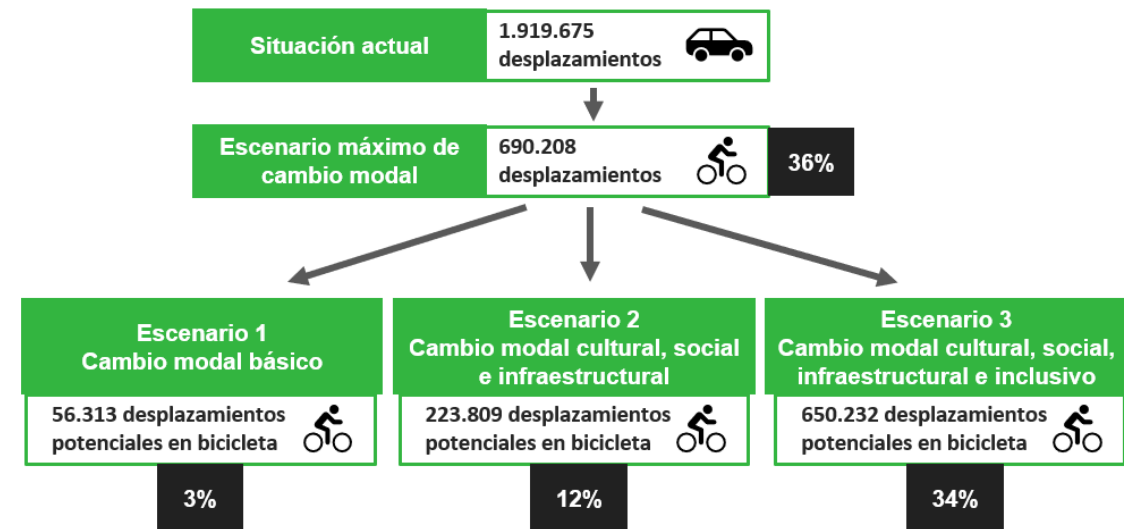 Situación actual
1.919.675
desplazamientos
Escenario máximo de
cambio modal
690.208
desplazamientos
36%
Escenario 1
Cambio modal básico
56.313 desplazamientos
potenciales en bicicleta
3%
Escenario 2
Cambio modal cultural, social
e infraestructural
223.809 desplazamientos
potenciales en bicicleta
12%
Escenario 3
Cambio modal cultural, social,
infraestructural e inclusivo
650.232 desplazamientos
potenciales en bicicleta
34%